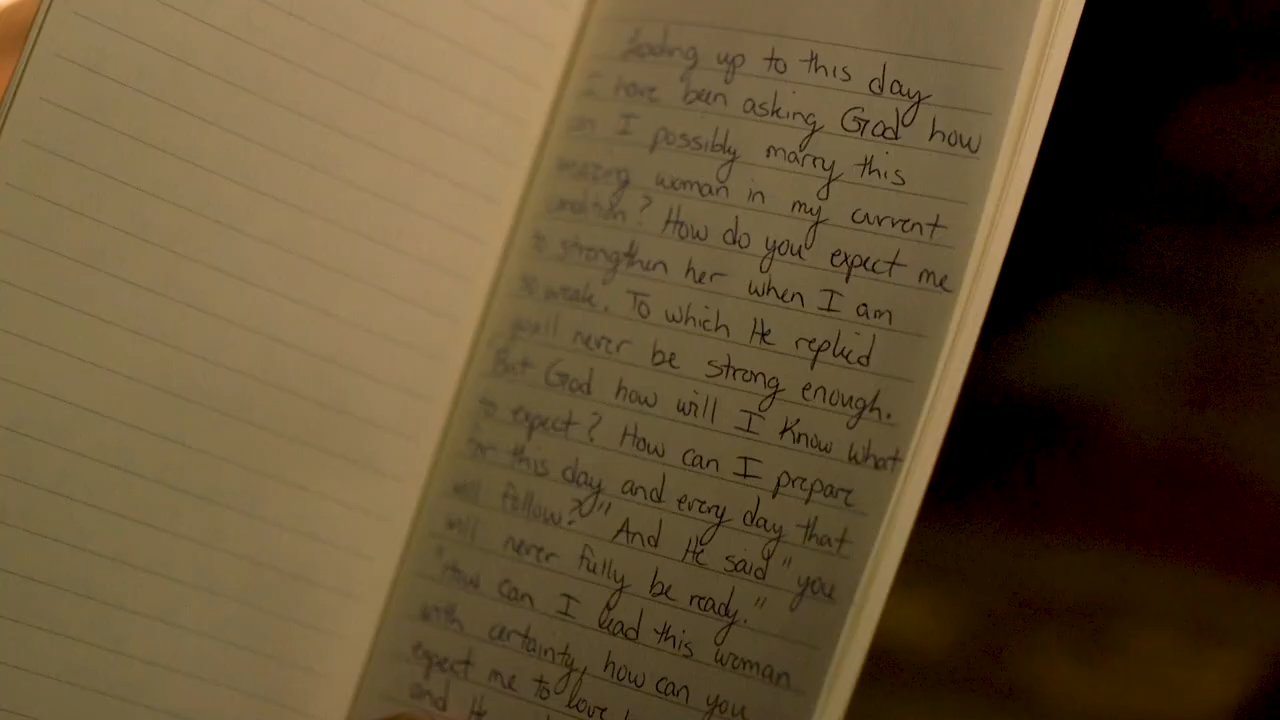 Leading up to this day
I have been asking God how
can I possibly marry this
amazing woman in my current
condition? How do you expect me
to strengthen her when I am
so weak. To which He replied
will never be strong enough.
But God how will I know what
to expect? How can I prepare
for this day and every day that
will follow?" And He said "you
will never fully be ready."
"How can I lead this woman
with certainty, how can you
expect me to love
and He